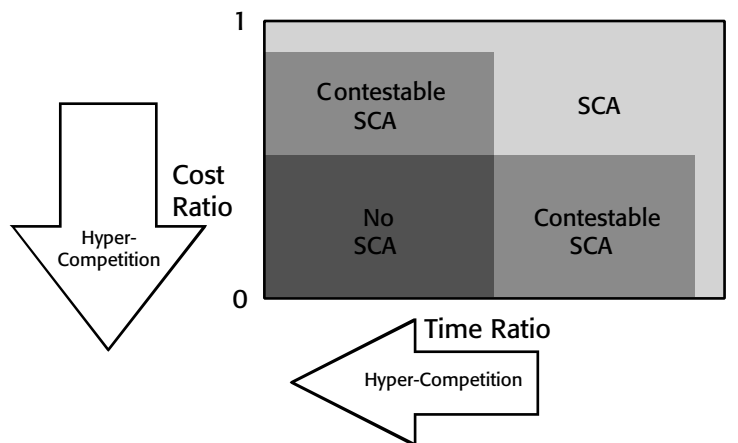 1
Contestable
SCA
SCA
Cost
Ratio
Hyper-
Competition
No
SCA
Contestable
SCA
0
Time Ratio
Hyper-Competition